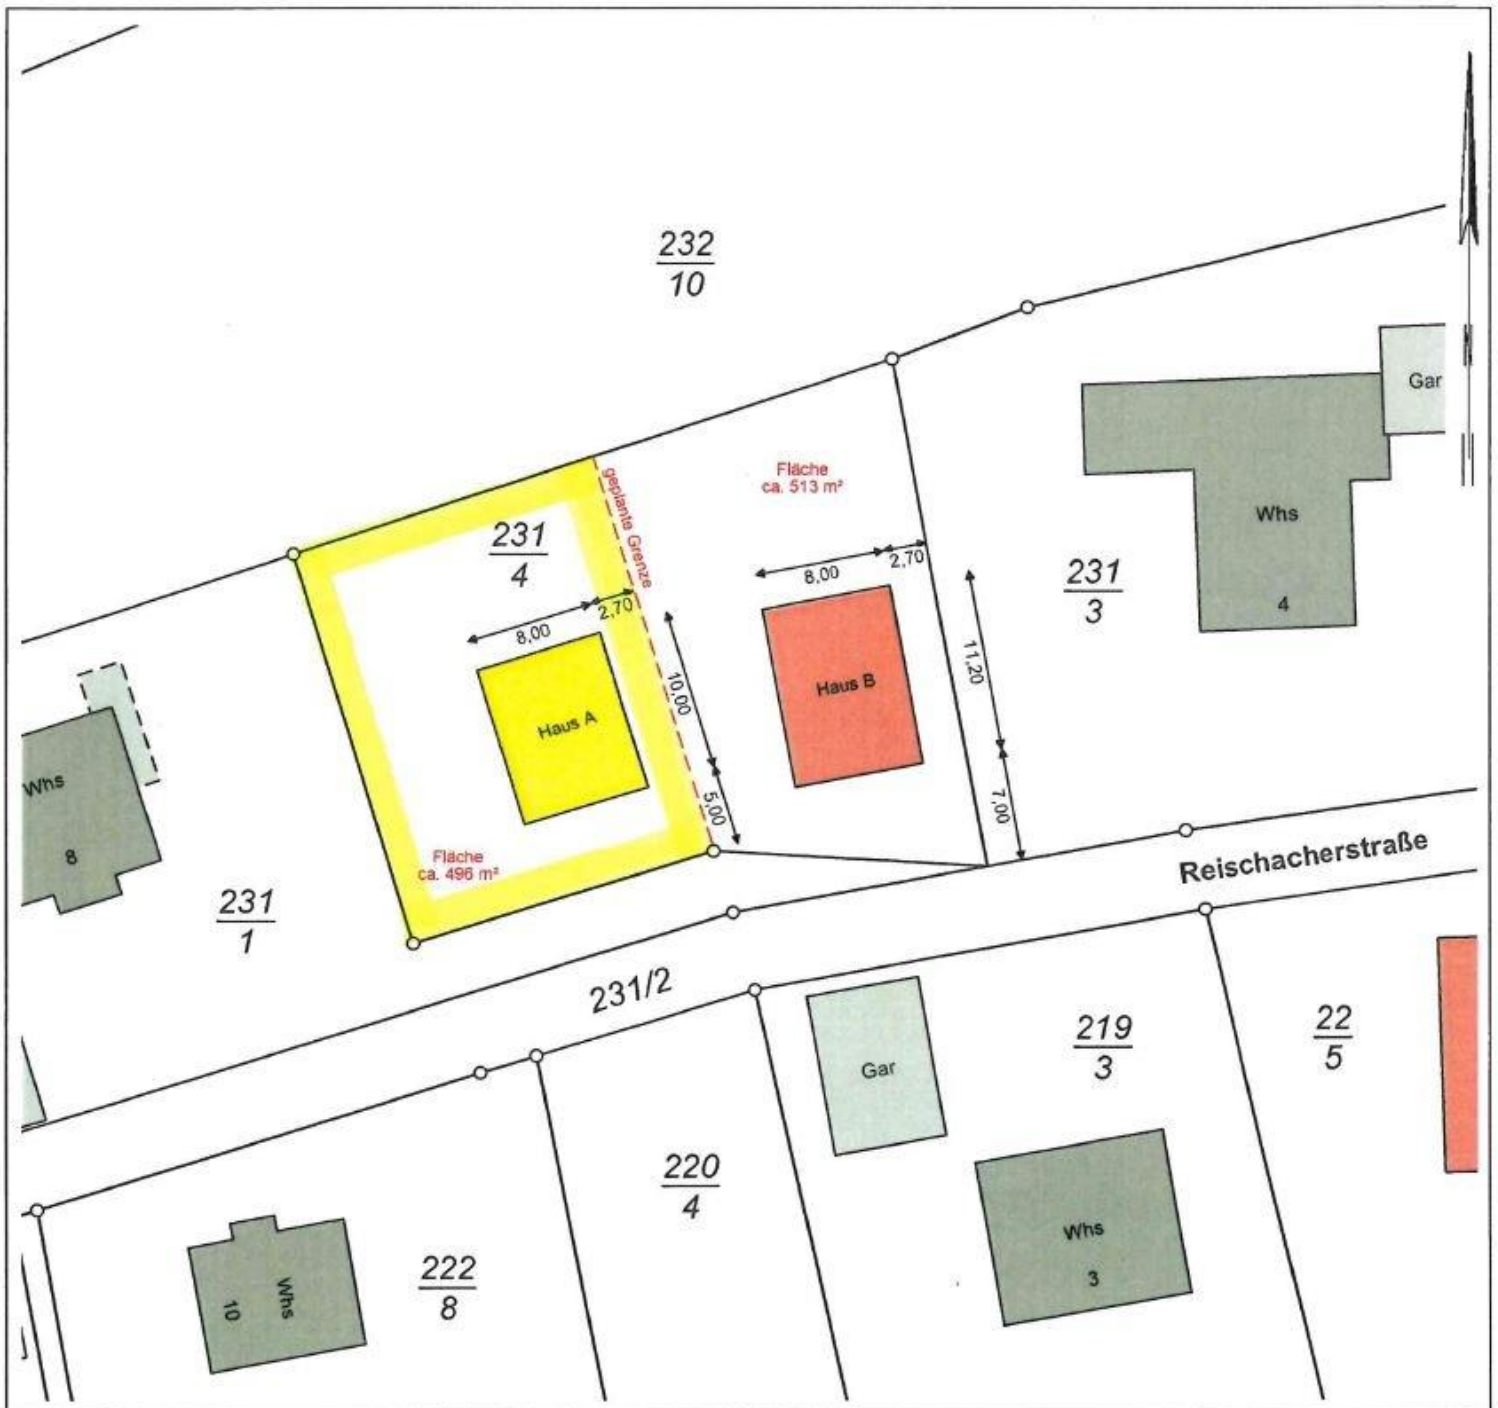 232
10
Gar
Fläche
ca. 513 m²
geplante Grenze
231
4
Whs
4
231
3
8,00
2,70
8,00
2,70
11,20
10,00
Haus B
Haus A
Whs
8
5,00
7,00
Fläche
ca. 496 m²
Reischacherstraße
231
1
231/2
Gar
219
3
22
5
220
4
Whs
3
222
8
Whs
10